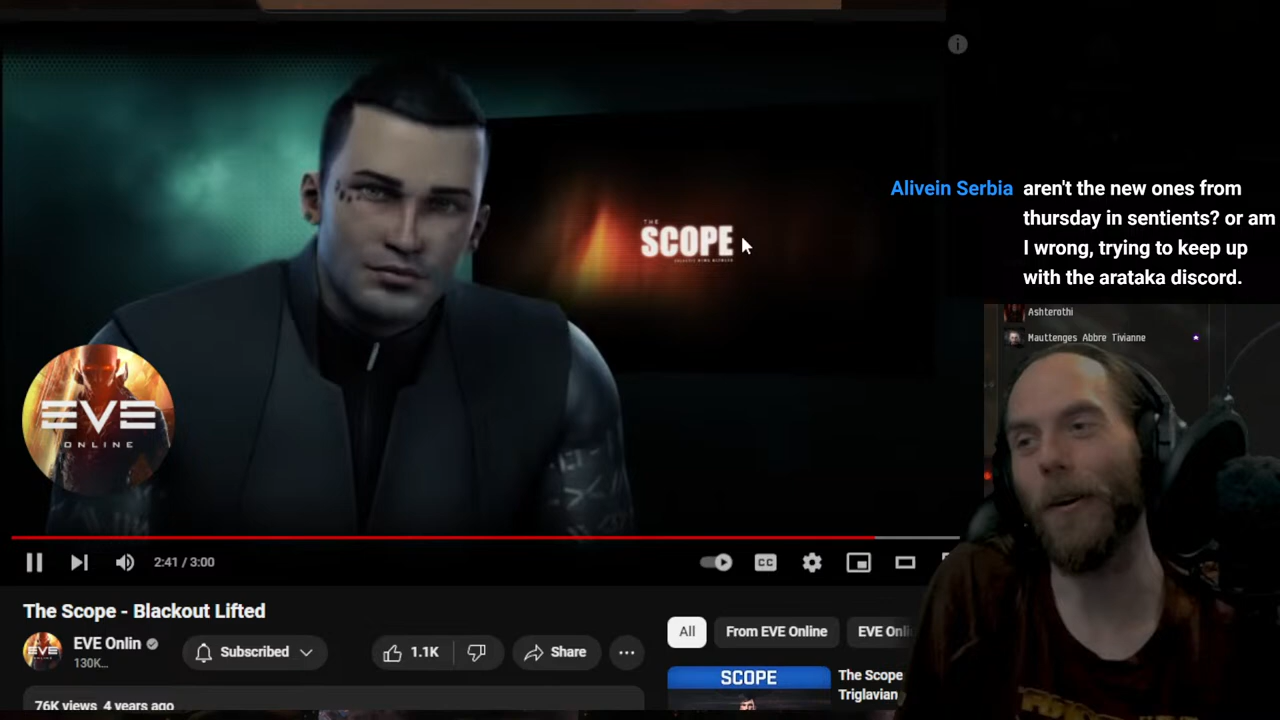 THE
SCOPE
Alivein Serbia aren't the new ones from
thursday in sentients? or am
I wrong, trying to keep up
with the arataka discord.
Ashterothi
Mauttenges Abbre Tivianne
EVE
ONLINE
2:41 / 3:00
CC
The Scope - Blackout Lifted
EVE Onlin
130K...
Subscribed
1.1K
Share
All
From EVE Online
EVE Onli
76K views 4 years ago
SCOPE
The Scope
Triglavian